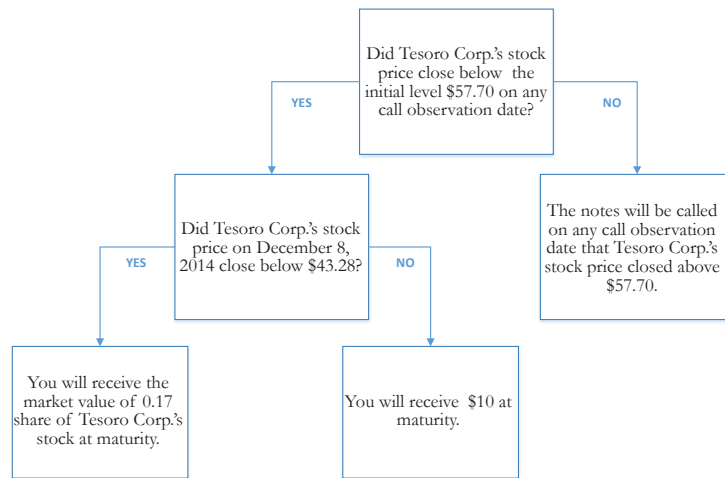 Did Tesoro Corp.'s stock
price close below the
initial level $57.70 on any
call observation date?
YES
NO
Did Tesoro Corp.'s stock
price on December 8,
2014 close below $43.28?
The notes will be called
on any call observation
date that Tesoro Corp.'s
stock price closed above
$57.70.
YES
NO
You will receive the
market value of 0.17
share of Tesoro Corp.'s
stock at maturity.
You will receive $10 at
maturity.